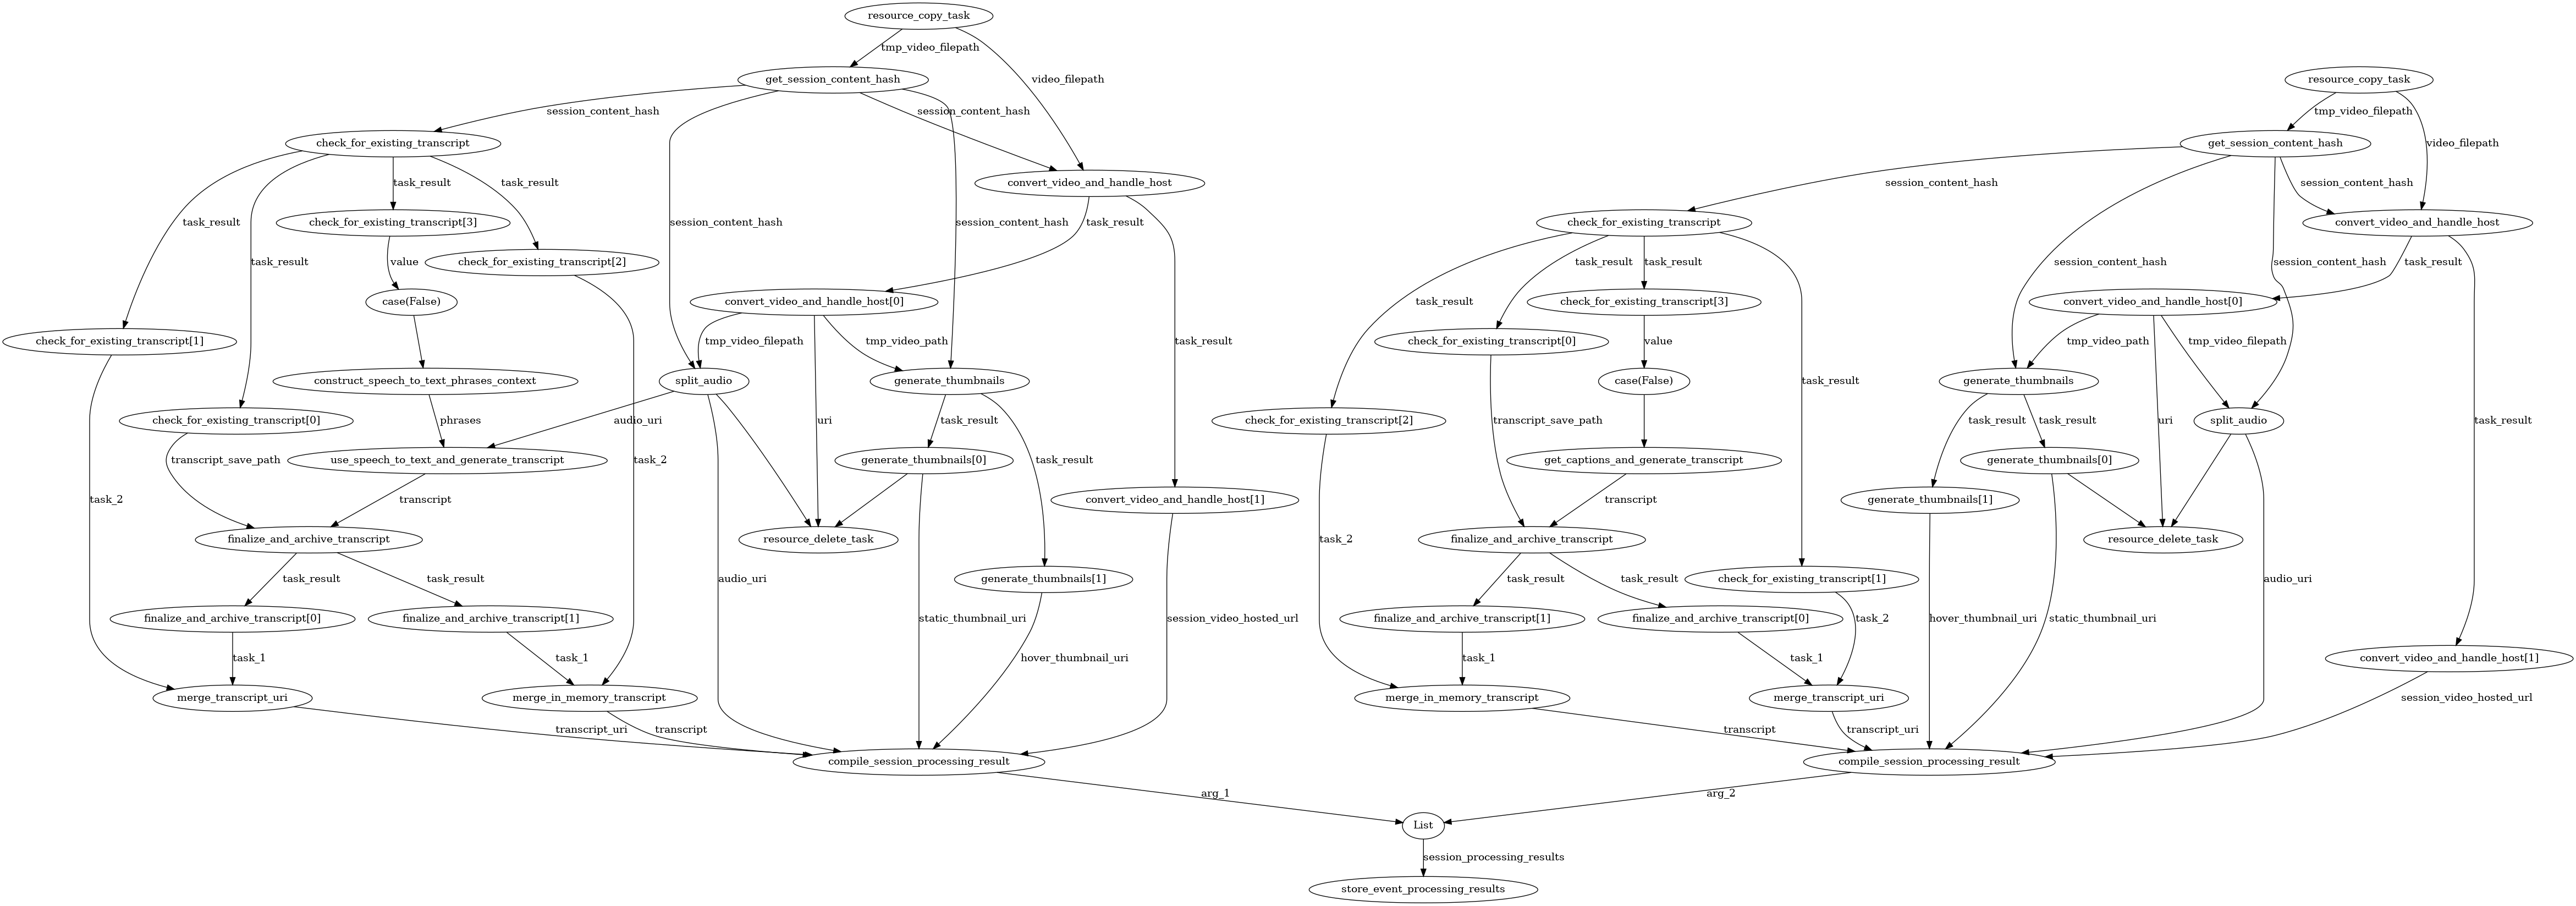 resource_copy_task
tmp_video_filepath
get_session_content_hash
video_filepath
resource_copy_task
session_content_hash
session_content_hash
tmp_video_filepath
check_for_existing_transcript
get_session_content_hash
video_filepath
task_result
task_result
convert_video_and_handle_host
session_content_hash
session_content_hash
task_result
check_for_existing_transcript[3]
session_content_hash
session_content_hash
task_result
check_for_existing_transcript
convert_video_and_handle_host
task_result
value
check_for_existing_transcript[2]
task_result
task_result
session_content_hash
session_content_hash
task_result
case(False)
convert_video_and_handle_host[0]
task_result
check_for_existing_transcript[3]
convert_video_and_handle_host[0]
check_for_existing_transcript[1]
tmp_video_filepath
tmp_video_path
task_result
check_for_existing_transcript[0]
value
tmp_video_path
tmp_video_filepath
construct_speech_to_text_phrases_context
split_audio
generate_thumbnails
case(False)
task_result
generate_thumbnails
check_for_existing_transcript[0]
phrases
audio_uri
uri
task_result
check_for_existing_transcript[2]
transcript_save_path
task_result
task_result
uri
split_audio
task_result
transcript_save_path
use_speech_to_text_and_generate_transcript
task_2
generate_thumbnails[0]
task_result
get_captions_and_generate_transcript
generate_thumbnails[0]
task_2
transcript
convert_video_and_handle_host[1]
transcript
generate_thumbnails[1]
finalize_and_archive_transcript
resource_delete_task
task_2
finalize_and_archive_transcript
resource_delete_task
task_result
task_result
audio_uri
generate_thumbnails[1]
task_result
task_result
check_for_existing_transcript[1]
audio_uri
finalize_and_archive_transcript[0]
finalize_and_archive_transcript[1]
static_thumbnail_uri
session_video_hosted_url
finalize_and_archive_transcript[1]
finalize_and_archive_transcript[0]
task_2
hover_thumbnail_uri
static_thumbnail_uri
task_1
task_1
hover_thumbnail_uri
task_1
task_1
convert_video_and_handle_host[1]
merge_transcript_uri
merge_in_memory_transcript
merge_in_memory_transcript
merge_transcript_uri
session_video_hosted_url
transcript_uri
transcript
transcript
transcript_uri
compile_session_processing_result
compile_session_processing_result
arg_1
arg_2
List
session_processing_results
store_event_processing_results